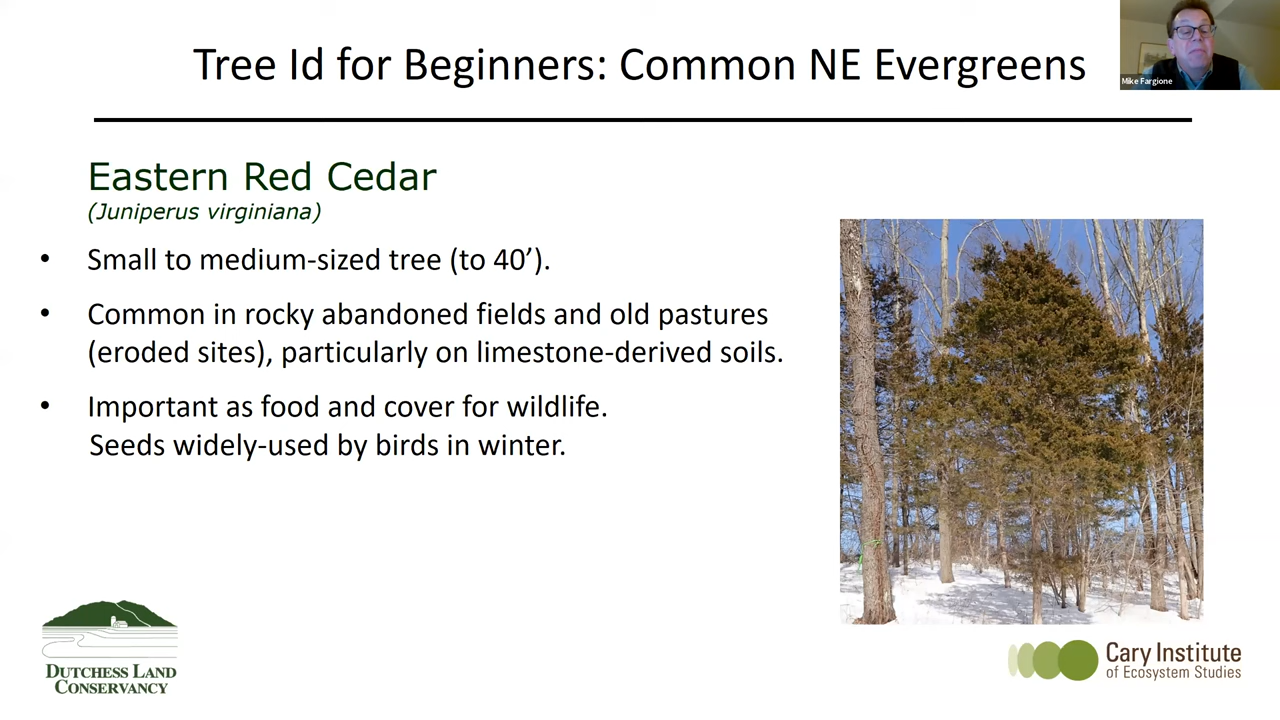 Tree Id for Beginners: Common NE Evergreens
Mike Fargione
Eastern Red Cedar
(Juniperus virginiana)
• Small to medium-sized tree (to 40’).
• Common in rocky abandoned fields and old pastures
(eroded sites), particularly on limestone-derived soils.
• Important as food and cover for wildlife.
Seeds widely-used by birds in winter.
DUTCHESS LAND
CONSERVANCY
Cary Institute
of Ecosystem Studies